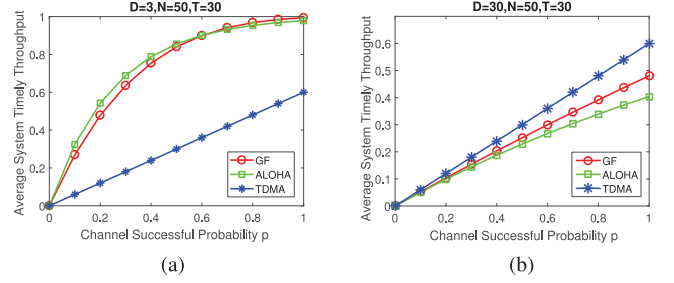 D=3,N=50,T=30
Average System Timely Throughput
1
0.8
0.6
0.4
0.2
0
0 0.2 0.4 0.6 0.8 1
Channel Successful Probability p
GF
ALOHA
TDMA
(a)
D=30,N=50,T=30
Average System Timely Throughput
0.7
0.6
0.5
0.4
0.3
0.2
0.1
0
0 0.2 0.4 0.6 0.8 1
Channel Successful Probability p
GF
ALOHA
TDMA
(b)